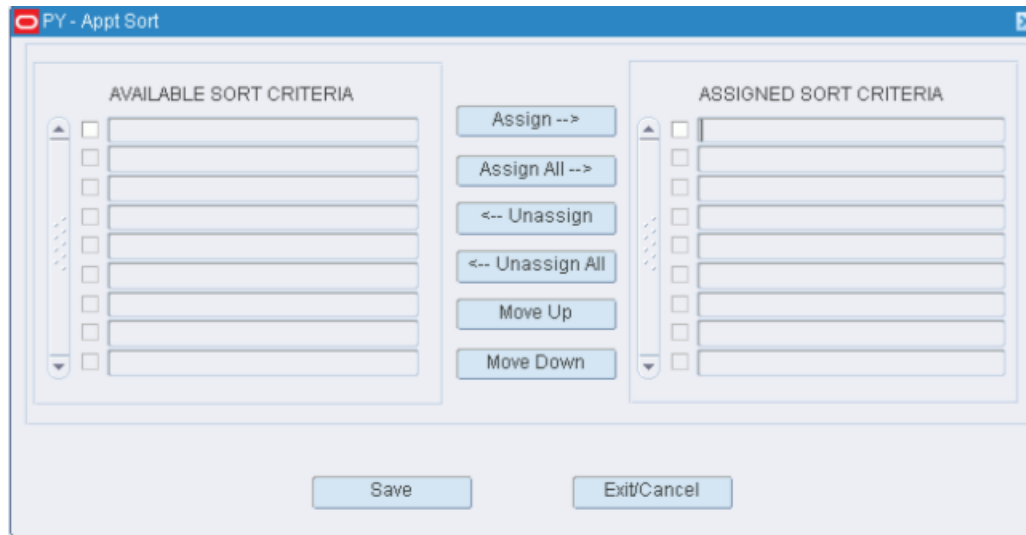 PY - Appt Sort
AVAILABLE SORT CRITERIA
ASSIGNED SORT CRITERIA
Assign -->
Assign All -->
<-- Unassign
<-- Unassign All
Move Up
Move Down
Save
Exit/Cancel